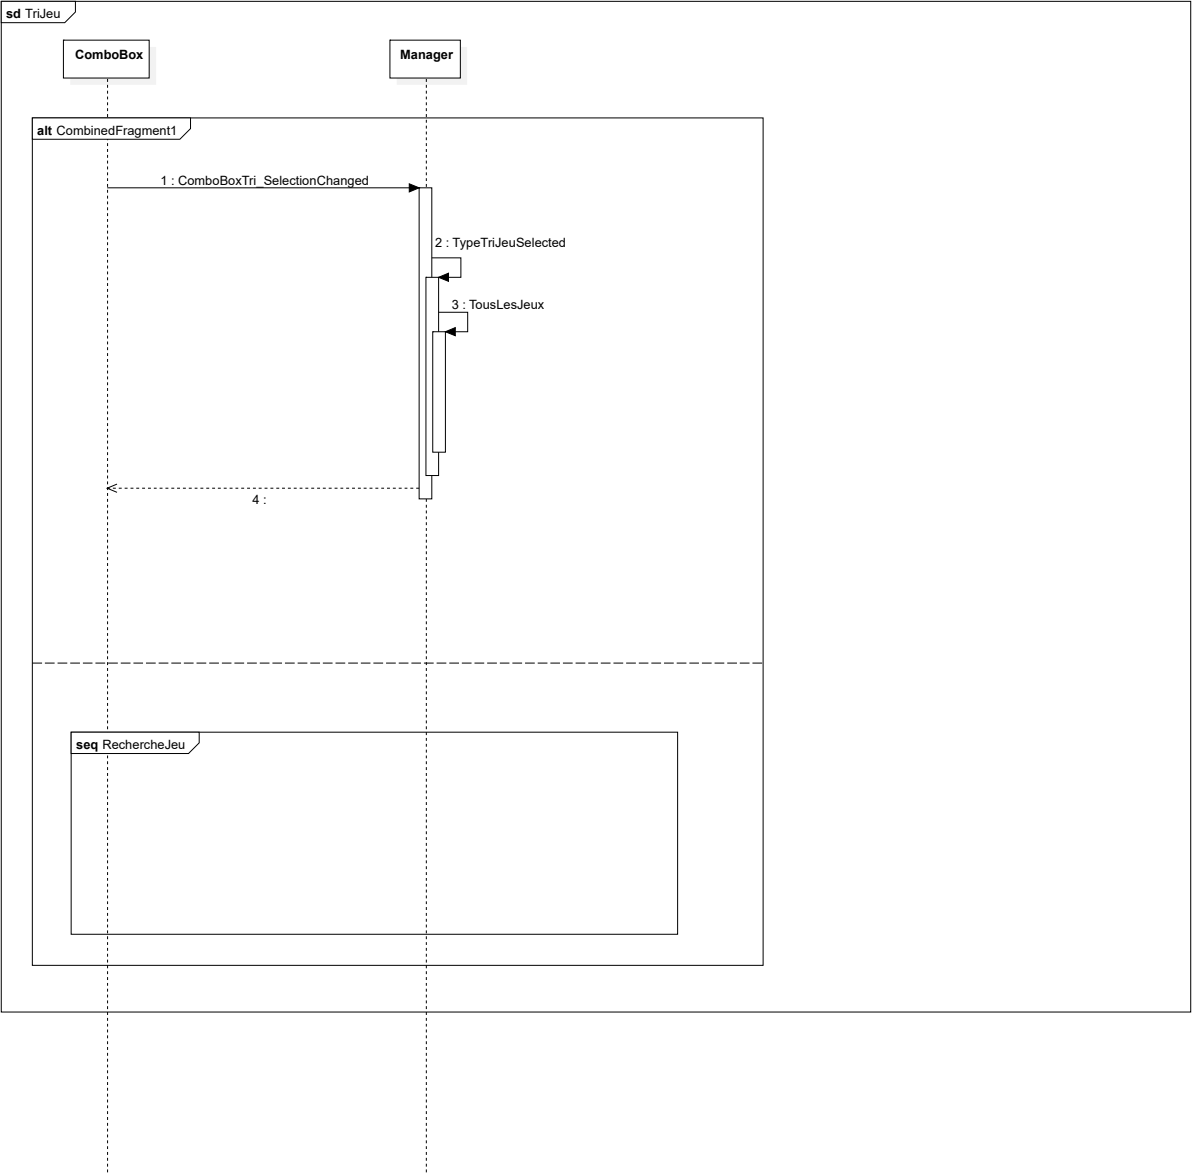 sd TriJeu
ComboBox
Manager
alt CombinedFragment1
1 : ComboBoxTri_SelectionChanged
2 : TypeTriJeuSelected
3 : TousLesJeux
4 :
seq RechercheJeu